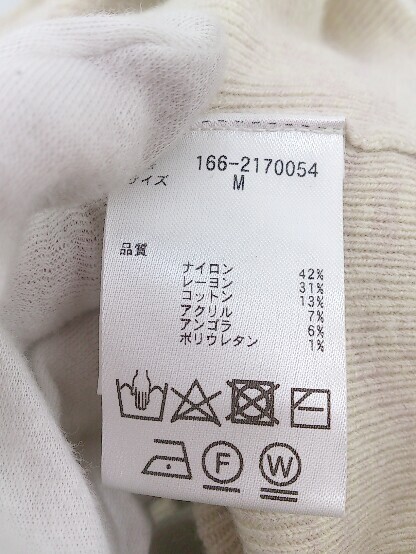 166-2170054
イズ M
品質
ナイロン 42%
レーヨン 31%
コットン 13%
アクリル 7%
アンゴラ 6%
ポリウレタン 1%
F W